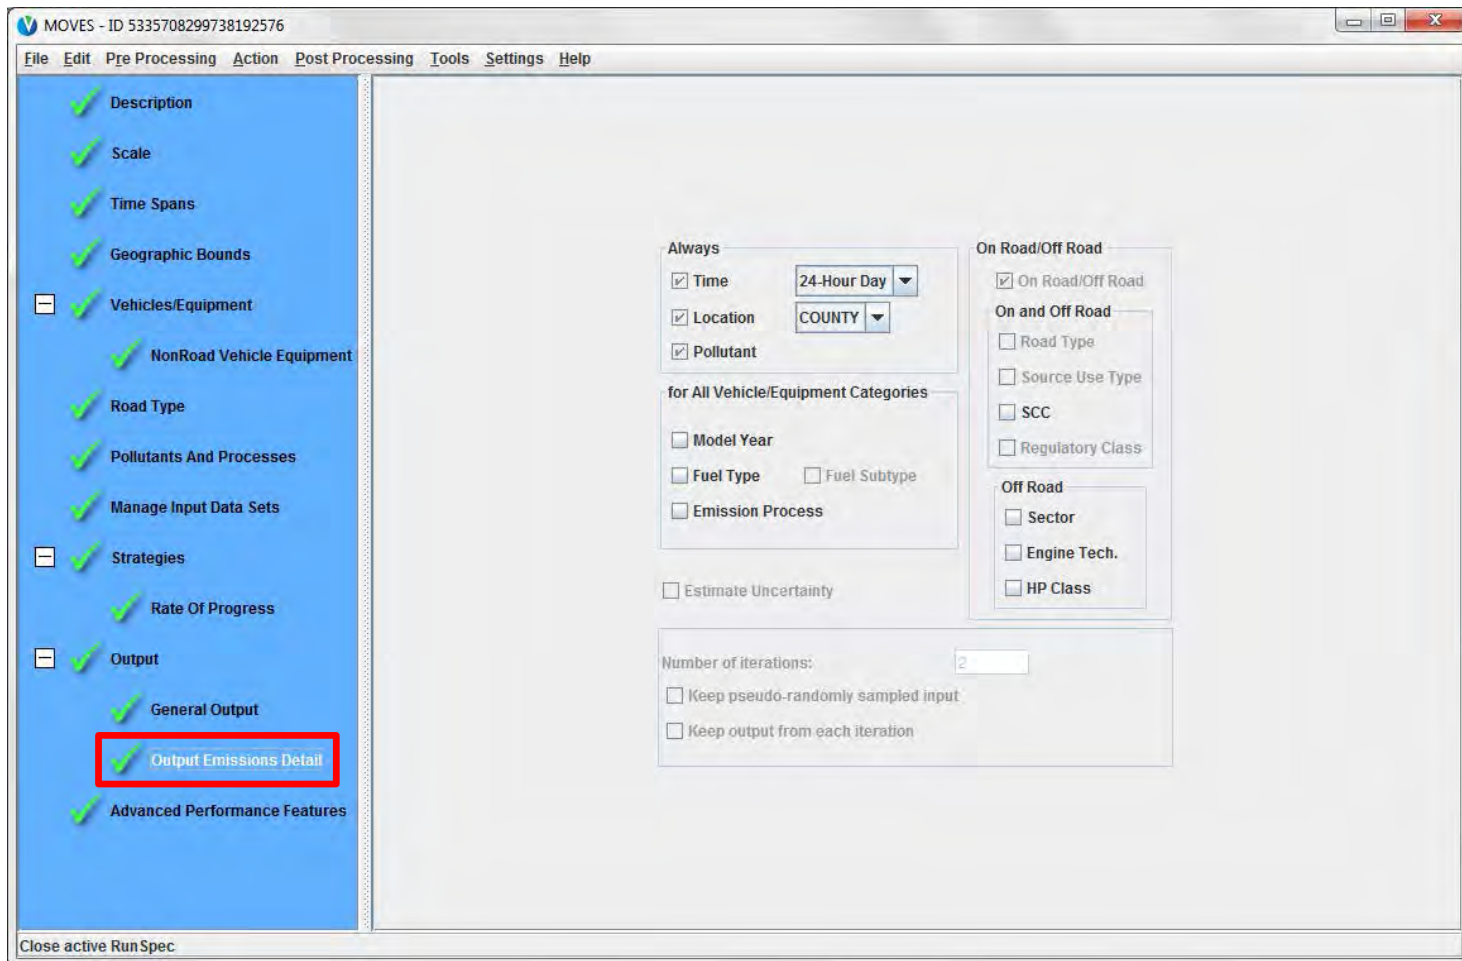 MOVES - ID 5335708299738192576
File Edit Pre Processing Action Post Processing Tools Settings Help
Description
Scale
Time Spans
Geographic Bounds
Vehicles/Equipment
NonRoad Vehicle Equipment
Road Type
Pollutants And Processes
Manage Input Data Sets
Strategies
Rate Of Progress
Output
General Output
Output Emissions Detail
Advanced Performance Features
Always
Time 24-Hour Day
Location COUNTY
Pollutant
for All Vehicle/Equipment Categories
Model Year
Fuel Type Fuel Subtype
Emission Process
Estimate Uncertainty
On Road/Off Road
On Road/Off Road
On and Off Road
Road Type
Source Use Type
SCC
Regulatory Class
Off Road
Sector
Engine Tech.
HP Class
Number of iterations: 2
Keep pseudo-randomly sampled input
Keep output from each iteration
Close active RunSpec